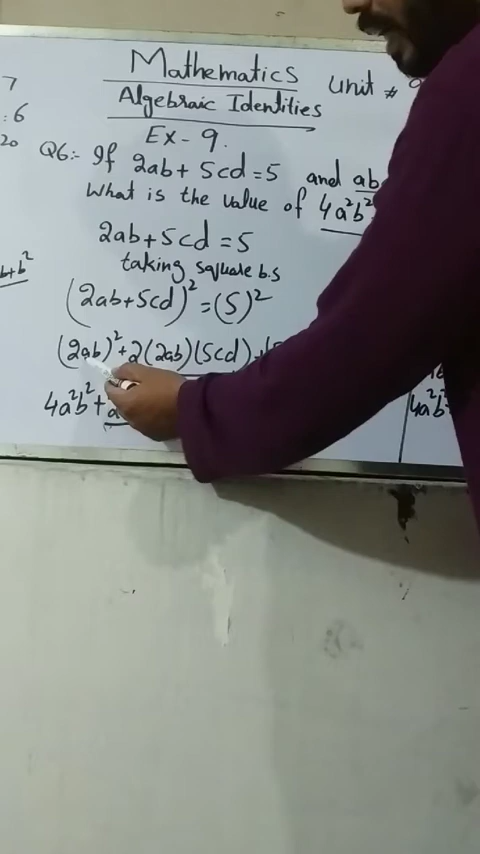 Mathematics Unit # 9
Algebraic Identities
7
: 6
20
Ex - 9.
Q6:- If 2ab + 5cd = 5 and ab
What is the value of 4a²b²
2ab + 5cd = 5
taking square b.s
b+b²
(2ab+5cd)² = (5)²
(2ab)² + 2(2ab)(5cd) +
4a²b² +
4a²b²